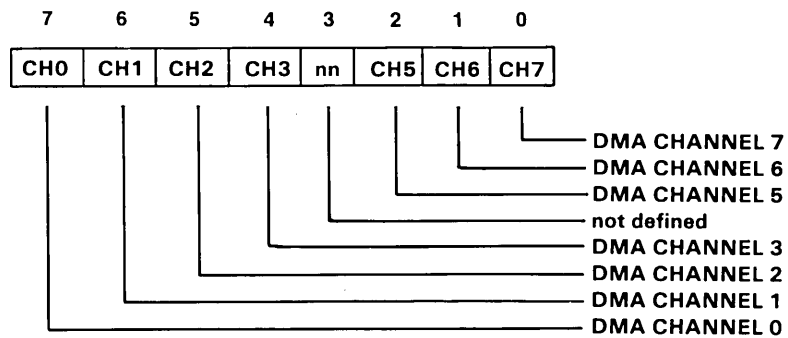 7 6 5 4 3 2 1 0
CH0 CH1 CH2 CH3 nn CH5 CH6 CH7
DMA CHANNEL 7
DMA CHANNEL 6
DMA CHANNEL 5
not defined
DMA CHANNEL 3
DMA CHANNEL 2
DMA CHANNEL 1
DMA CHANNEL 0